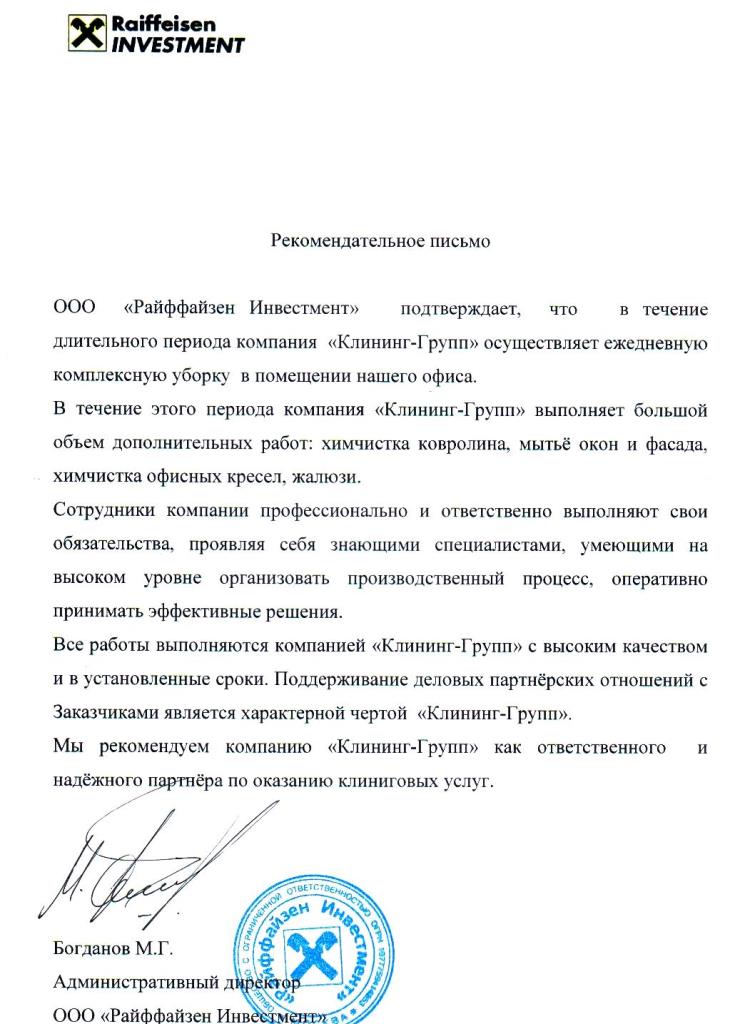 Raiffeisen
INVESTMENT
Рекомендательное письмо
ООО «Райффайзен Инвестмент» подтверждает, что в течение
длительного периода компания «Клининг-Групп» осуществляет ежедневную
комплексную уборку в помещении нашего офиса.
В течение этого периода компания «Клининг-Групп» выполняет большой
объем дополнительных работ: химчистка ковролина, мытьё окон и фасада,
химчистка офисных кресел, жалюзи.
Сотрудники компании профессионально и ответственно выполняют свои
обязательства, проявляя себя знающими специалистами, умеющими на
высоком уровне организовать производственный процесс, оперативно
принимать эффективные решения.
Все работы выполняются компанией «Клининг-Групп» с высоким качеством
и в установленные сроки. Поддерживание деловых партнёрских отношений с
Заказчиками является характерной чертой «Клининг-Групп».
Мы рекомендуем компанию «Клининг-Групп» как ответственного и
надёжного партнёра по оказанию клиниговых услуг.
ОБЩЕСТВО С ОГРАНИЧЕННОЙ ОТВЕТСТВЕННОСТЬЮ ОГРН
«Райффайзен Инвестмент»
Богданов М.Г.
Административный директор
ООО «Райффайзен Инвестмент»